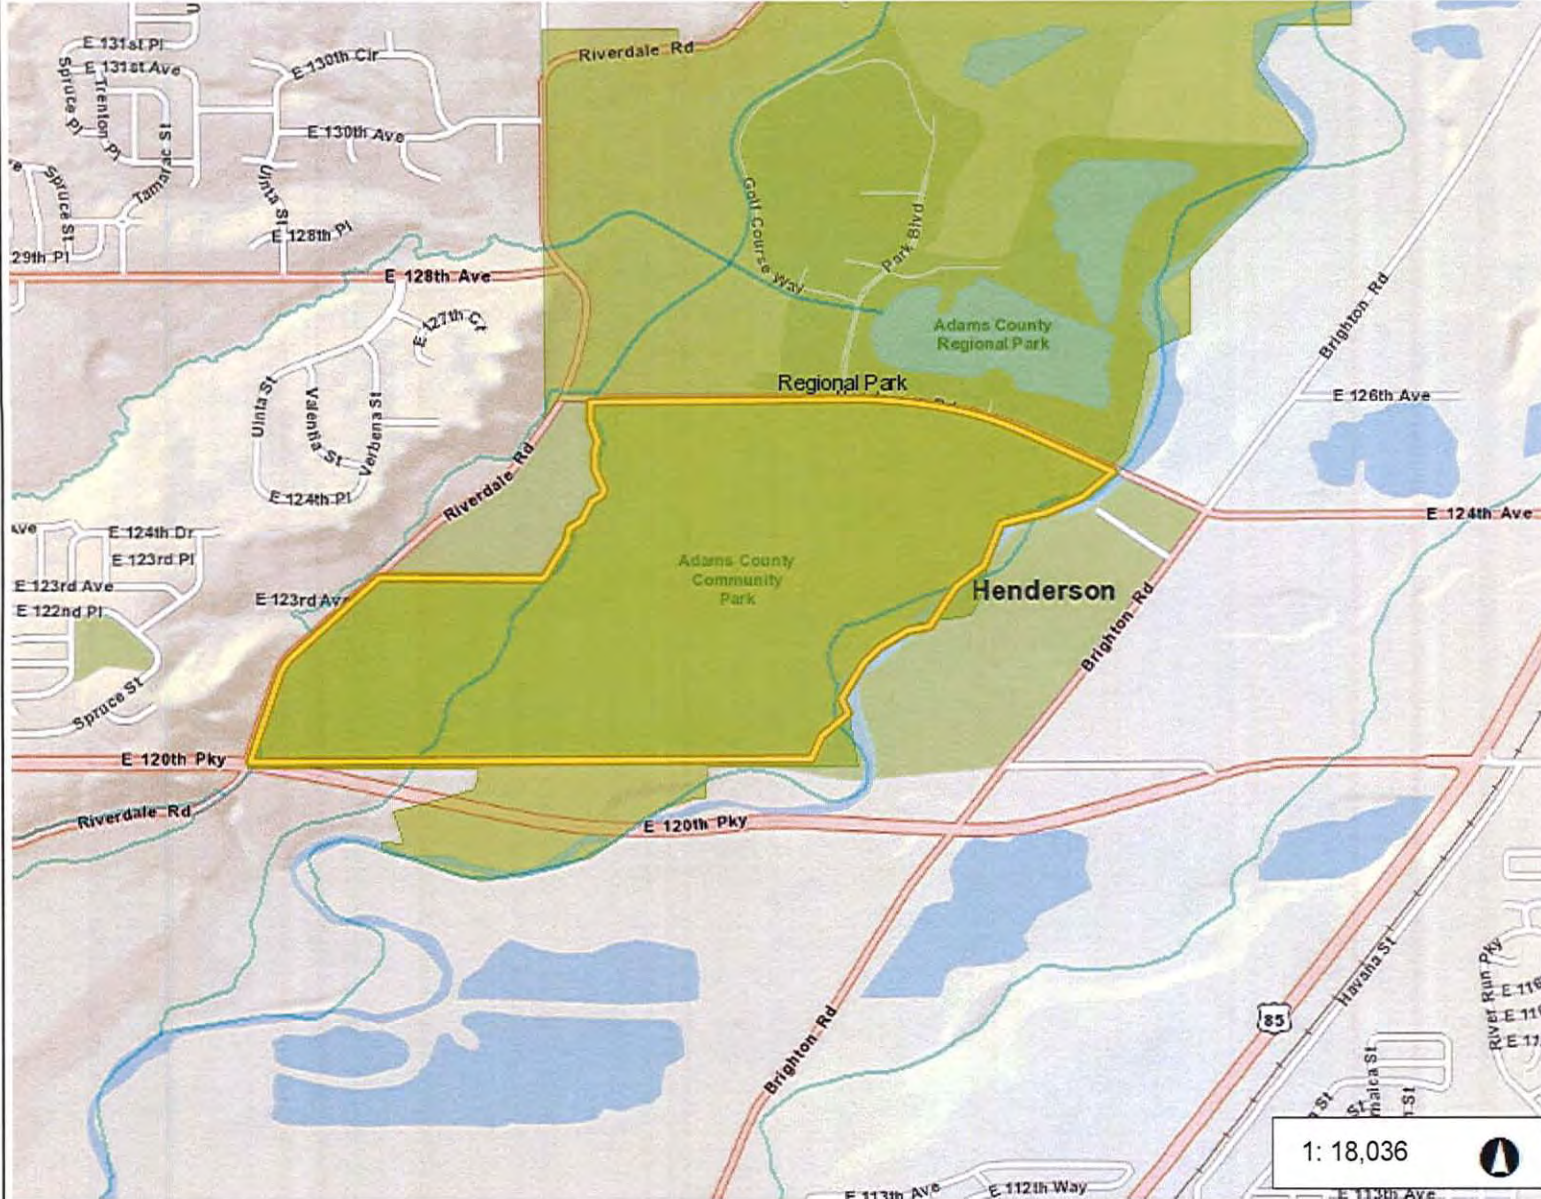 E 131st Pl
Riverdale Rd
E 130th Cir
E 131st Ave
Spruce Pl
Trenton Pl
E 130th Ave
Tamarac St
Uinta St
Spruce St
Golf Course Way
Park Blvd
E 128th Pl
29th Pl
E 128th Ave
Brighton Rd
E 127th Ct
Adams County
Regional Park
Regional Park
E 126th Ave
Uinta St
Valentia St
Verbena St
Riverdale Rd
E 124th Pl
E 124th Ave
E 124th Dr
E 123rd Pl
Adams County
Community
Park
E 123rd Ave
Henderson
E 123rd Av
E 122nd Pl
Brighton Rd
Spruce St
E 120th Pky
Riverdale Rd
E 120th Pky
Havana St
River Run Pky
85
Brighton Rd
St
St
1: 18,036
E 113th Ave
E 112th Way
E 113th Ave